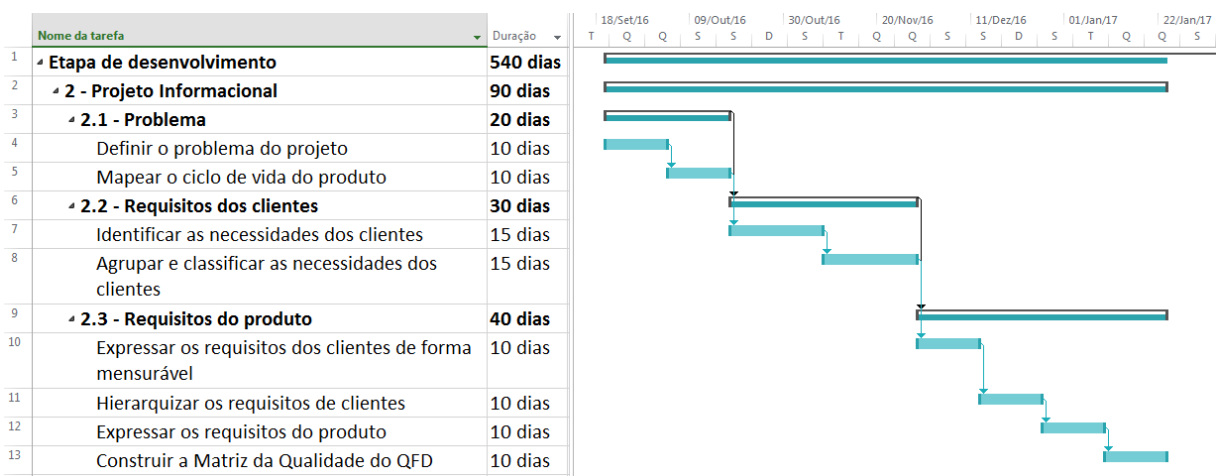 18/Set/16 09/Out/16 30/Out/16 20/Nov/16 11/Dez/16 01/Jan/17 22/Jan/17
Nome da tarefa Duração T Q Q S S D S T Q Q S S D S T Q Q S
1 Etapa de desenvolvimento 540 dias
2 2 - Projeto Informacional 90 dias
3 2.1 - Problema 20 dias
4 Definir o problema do projeto 10 dias
5 Mapear o ciclo de vida do produto 10 dias
6 2.2 - Requisitos dos clientes 30 dias
7 Identificar as necessidades dos clientes 15 dias
8 Agrupar e classificar as necessidades dos 15 dias
clientes
9 2.3 - Requisitos do produto 40 dias
10 Expressar os requisitos dos clientes de forma 10 dias
mensurável
11 Hierarquizar os requisitos de clientes 10 dias
12 Expressar os requisitos do produto 10 dias
13 Construir a Matriz da Qualidade do QFD 10 dias